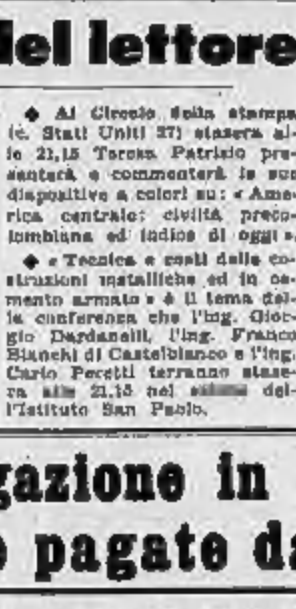 del lettore
◆ Al Circolo della stampa
(c. Stati Uniti 27) stasera al-
le 21,15 Teresa Patrizio pre-
senterà e commenterà le sue
diapositive a colori su: « Ame-
rica centrale: civiltà preco-
lombiana ed indios di oggi ».
◆ « Tecnica e costi delle co-
struzioni metalliche ed in ce-
mento armato » è il tema del-
la conferenza che l'ing. Gior-
gio Dardanelli, l'ing. Franco
Bianchi di Castelbianco e l'ing.
Carlo Pecetti terranno stase-
ra alle 21,15 nel salone del-
l'Istituto San Paolo.
gazione in
pagate da